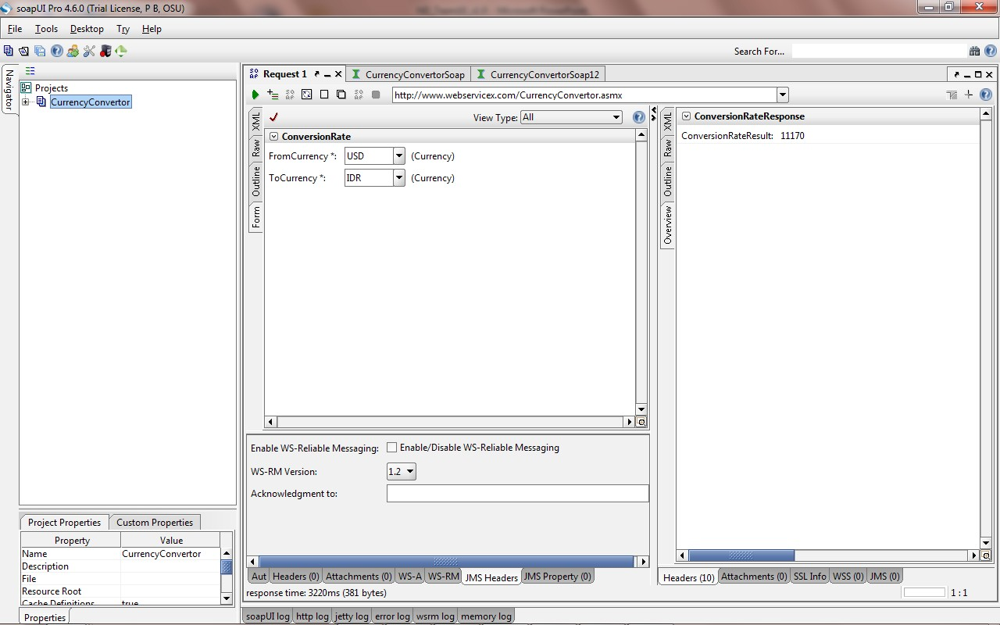 soapUI Pro 4.6.0 (Trial License, P B, OSU)
File Tools Desktop Try Help
Search For...
Navigator
Projects
CurrencyConvertor
Request 1 CurrencyConvertorSoap CurrencyConvertorSoap12
http://www.webservicex.com/CurrencyConvertor.asmx
XML
Raw
Outline
Form
View Type: All
ConversionRate
FromCurrency *: USD (Currency)
ToCurrency *: IDR (Currency)
XML
Raw
Outline
Overview
ConversionRateResponse
ConversionRateResult: 11170
Enable WS-Reliable Messaging: Enable/Disable WS-Reliable Messaging
WS-RM Version: 1.2
Acknowledgment to:
Aut Headers (0) Attachments (0) WS-A WS-RM JMS Headers JMS Property (0)
response time: 3220ms (381 bytes)
Headers (10) Attachments (0) SSL Info WSS (0) JMS (0)
1 : 1
Project Properties Custom Properties
Property Value
Name CurrencyConvertor
Description
File
Resource Root
Cache Definitions true
Properties
soapUI log http log jetty log error log wsrm log memory log